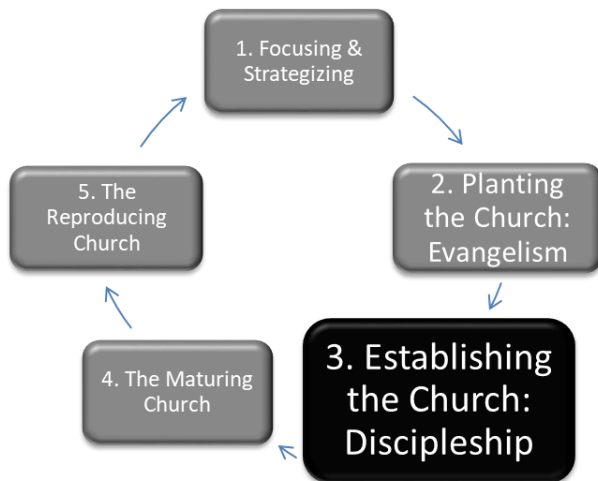 1. Focusing &
Strategizing
2. Planting
the Church:
Evangelism
3. Establishing
the Church:
Discipleship
4. The Maturing
Church
5. The
Reproducing
Church